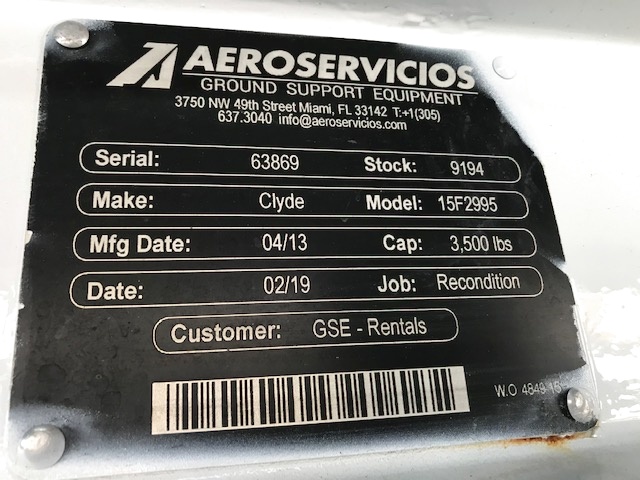 AEROSERVICIOS
GROUND SUPPORT EQUIPMENT
3750 NW 49th Street Miami, FL 33142 T:+1(305)
637.3040 info@aeroservicios.com
Serial: 63869 Stock: 9194
Make: Clyde Model: 15F2995
Mfg Date: 04/13 Cap: 3,500 lbs
Date: 02/19 Job: Recondition
Customer: GSE - Rentals
W.O 4849